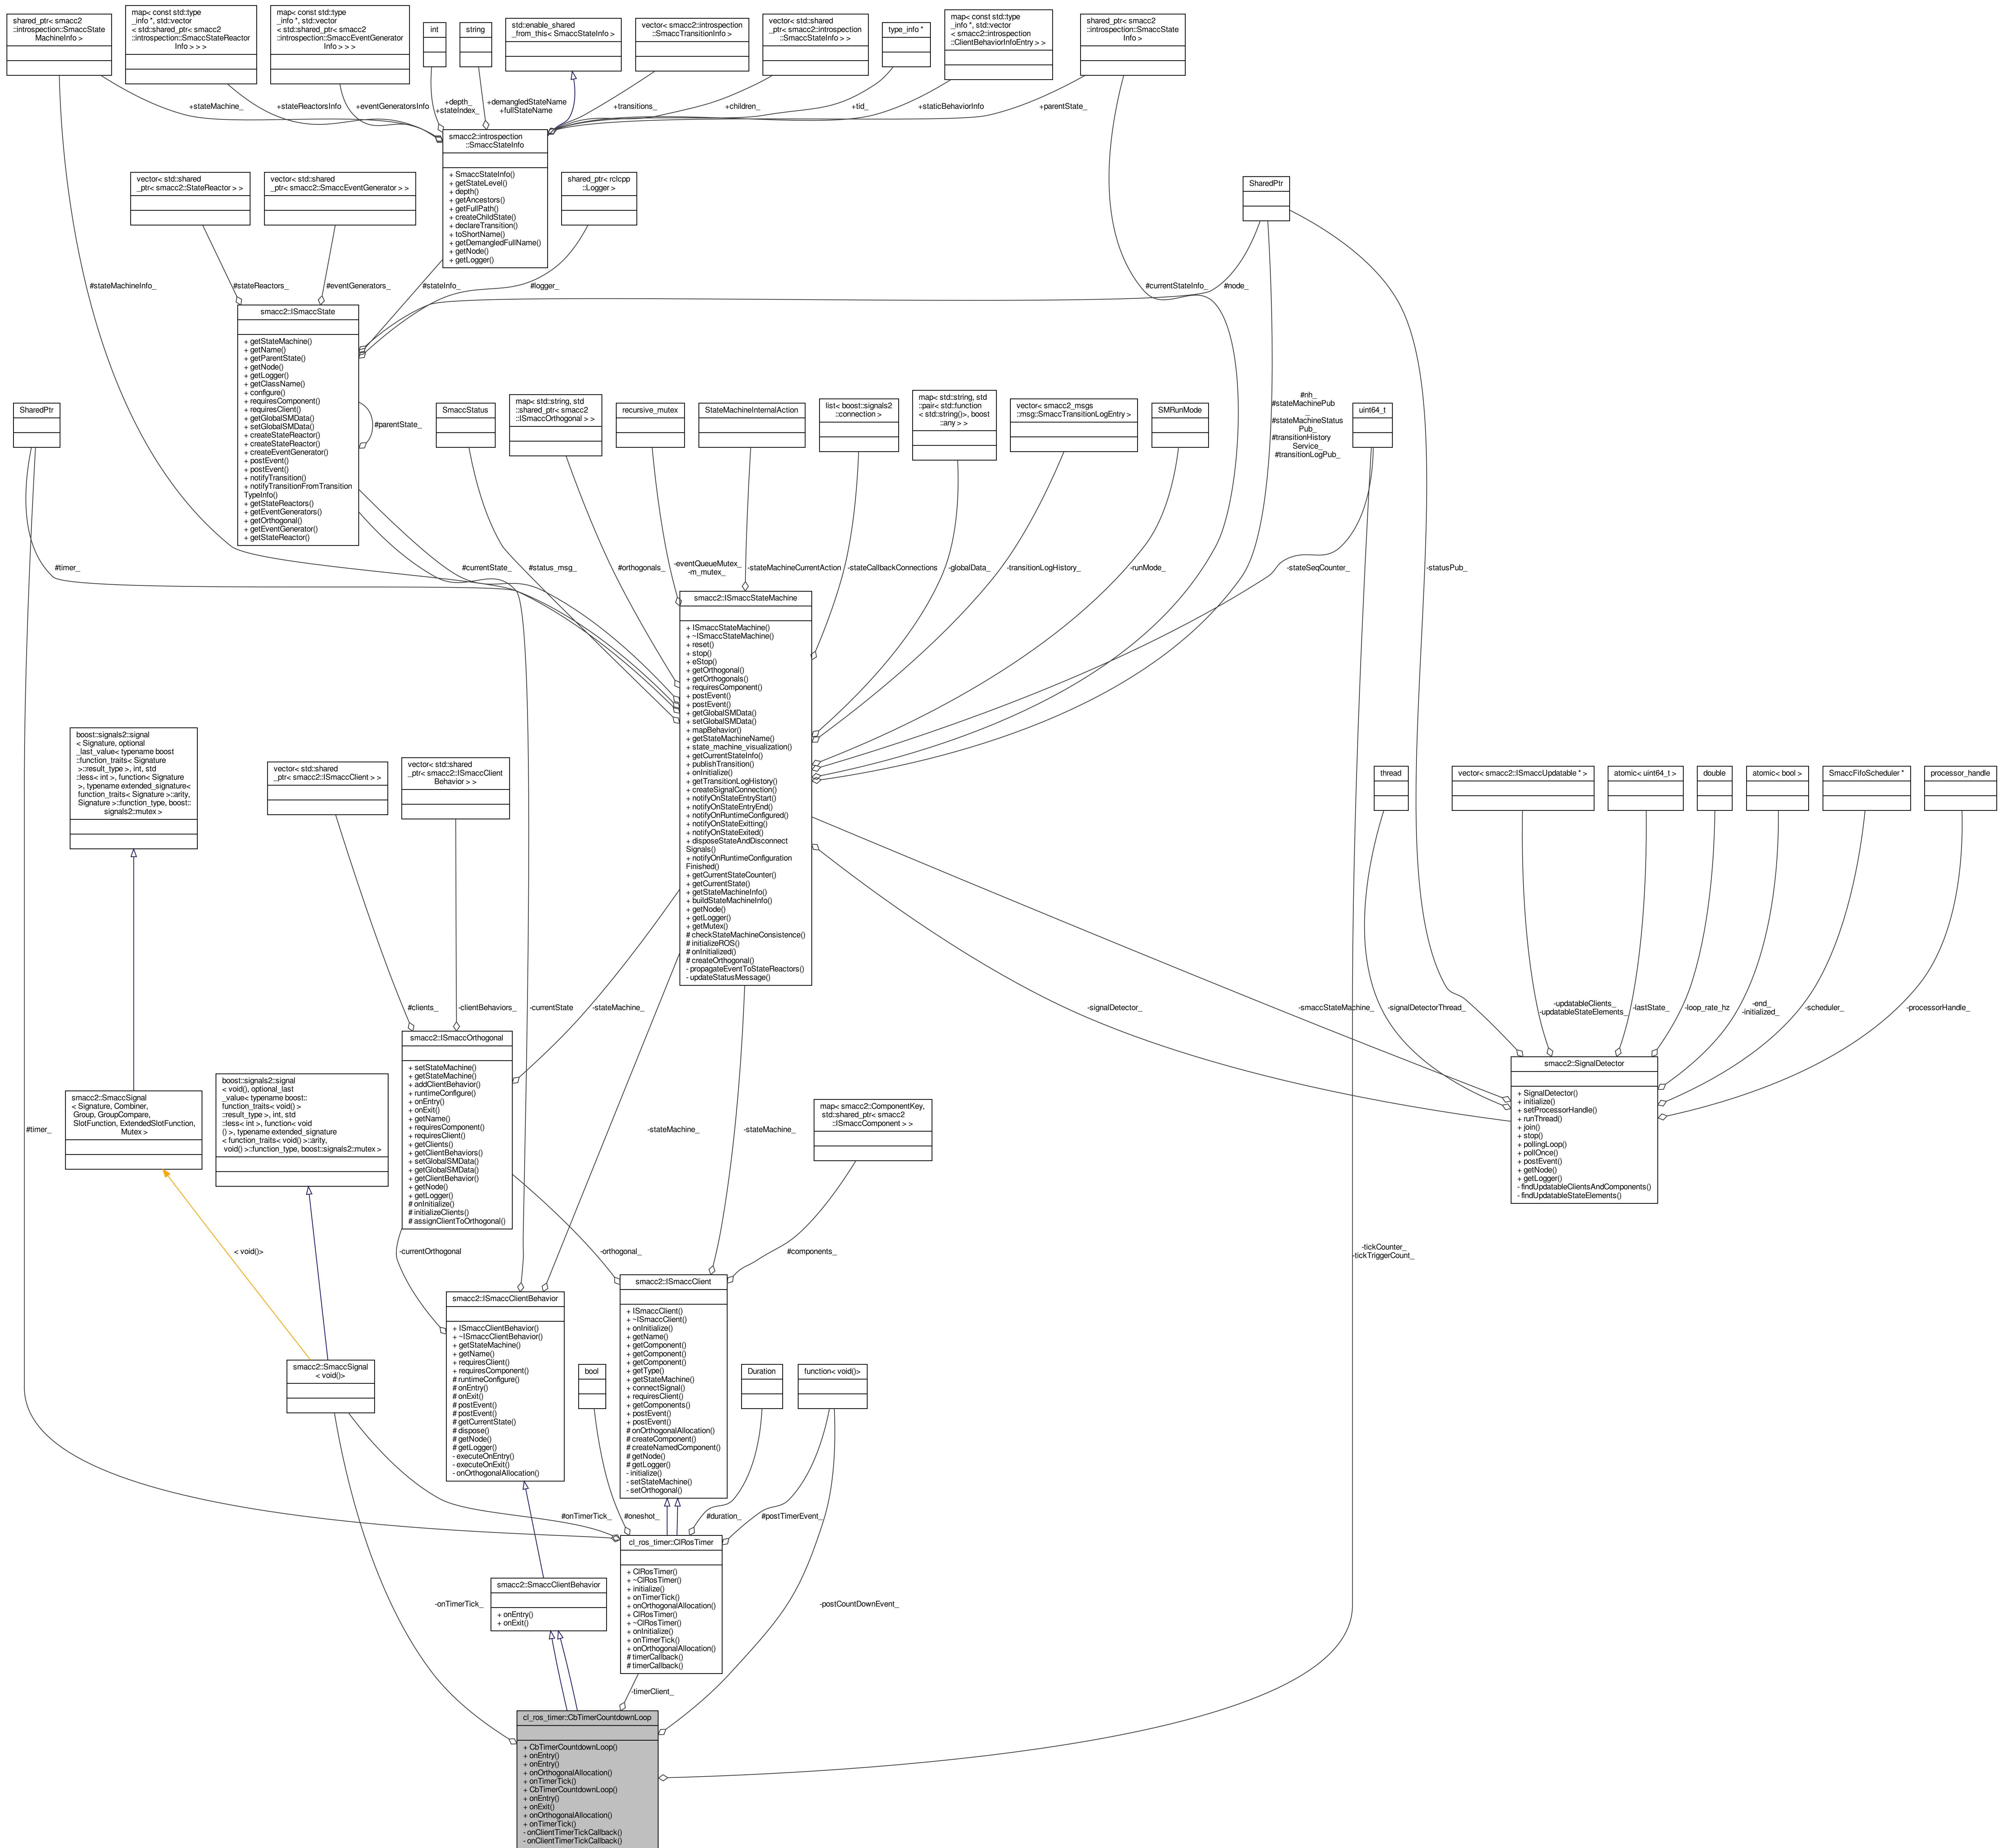 shared_ptr< smacc2
::introspection::SmaccState
MachineInfo >
map< const std::type
_info *, std::vector
< std::shared_ptr< smacc2
::introspection::SmaccStateReactor
Info > > >
map< const std::type
_info *, std::vector
< std::shared_ptr< smacc2
::introspection::SmaccEventGenerator
Info > > >
int
string
std::enable_shared
_from_this< SmaccStateInfo >
vector< smacc2::introspection
::SmaccTransitionInfo >
vector< std::shared
_ptr< smacc2::introspection
::SmaccStateInfo > >
type_info *
map< const std::type
_info *, std::vector
< smacc2::introspection
::ClientBehaviorInfoEntry > >
shared_ptr< smacc2
::introspection::SmaccState
Info >
+stateMachine_
+stateReactorsInfo
+eventGeneratorsInfo
+depth_
+stateIndex_
+demangledStateName
+fullStateName
+transitions_
+children_
+tid_
+staticBehaviorInfo
+parentState_
smacc2::introspection
::SmaccStateInfo
+ SmaccStateInfo()
+ getStateLevel()
+ depth()
+ getAncestors()
+ getFullPath()
+ createChildState()
+ declareTransition()
+ toShortName()
+ getDemangledFullName()
+ getNode()
+ getLogger()
vector< std::shared
_ptr< smacc2::StateReactor > >
vector< std::shared
_ptr< smacc2::SmaccEventGenerator > >
shared_ptr< rclcpp
::Logger >
SharedPtr
#stateMachineInfo_
#stateReactors_
#eventGenerators_
#stateInfo_
#logger_
#currentStateInfo_
#node_
smacc2::ISmaccState
+ getStateMachine()
+ getName()
+ getParentState()
+ getNode()
+ getLogger()
+ getClassName()
+ configure()
+ requiresComponent()
+ requiresClient()
+ getGlobalSMData()
+ setGlobalSMData()
+ createStateReactor()
+ createStateReactor()
+ createEventGenerator()
+ postEvent()
+ postEvent()
+ notifyTransition()
+ notifyTransitionFromTransition
TypeInfo()
+ getStateReactors()
+ getEventGenerators()
+ getOrthogonal()
+ getEventGenerator()
+ getStateReactor()
#parentState_
SharedPtr
SmaccStatus
map< std::string, std
::shared_ptr< smacc2
::ISmaccOrthogonal > >
recursive_mutex
StateMachineInternalAction
list< boost::signals2
::connection >
map< std::string, std
::pair< std::function
< std::string()>, boost
::any > >
vector< smacc2_msgs
::msg::SmaccTransitionLogEntry >
SMRunMode
#nh_
#stateMachinePub
_
#stateMachineStatus
Pub_
#transitionHistory
Service_
#transitionLogPub_
uint64_t
#timer_
#currentState_
#status_msg_
#orthogonals_
-eventQueueMutex_
-m_mutex_
-stateMachineCurrentAction
-stateCallbackConnections
-globalData_
-transitionLogHistory_
-runMode_
-stateSeqCounter_
-statusPub_
smacc2::ISmaccStateMachine
+ ISmaccStateMachine()
+ ~ISmaccStateMachine()
+ reset()
+ stop()
+ eStop()
+ getOrthogonal()
+ getOrthogonals()
+ requiresComponent()
+ postEvent()
+ postEvent()
+ getGlobalSMData()
+ setGlobalSMData()
+ mapBehavior()
+ getStateMachineName()
+ state_machine_visualization()
+ getCurrentStateInfo()
+ publishTransition()
+ onInitialize()
+ getTransitionLogHistory()
+ createSignalConnection()
+ notifyOnStateEntryStart()
+ notifyOnStateEntryEnd()
+ notifyOnRuntimeConfigured()
+ notifyOnStateExitting()
+ notifyOnStateExited()
+ disposeStateAndDisconnect
Signals()
+ notifyOnRuntimeConfiguration
Finished()
+ getCurrentStateCounter()
+ getCurrentState()
+ getStateMachineInfo()
+ buildStateMachineInfo()
+ getNode()
+ getLogger()
+ getMutex()
# checkStateMachineConsistence()
# initializeROS()
# onInitialized()
# createOrthogonal()
- propagateEventToStateReactors()
- updateStatusMessage()
boost::signals2::signal
< Signature, optional
_last_value< typename boost
::function_traits< Signature
>::result_type >, int, std
::less< int >, function< Signature
>, typename extended_signature<
function_traits< Signature >::arity,
Signature >::function_type, boost::
signals2::mutex >
vector< std::shared
_ptr< smacc2::ISmaccClient > >
vector< std::shared
_ptr< smacc2::ISmaccClient
Behavior > >
thread
vector< smacc2::ISmaccUpdatable * >
atomic< uint64_t >
double
atomic< bool >
SmaccFifoScheduler *
processor_handle
#clients_
-clientBehaviors_
-currentState
-stateMachine_
-signalDetector_
-smaccStateMachine_
-signalDetectorThread_
-updatableClients_
-updatableStateElements_
-lastState_
-loop_rate_hz
-end_
-initialized_
-scheduler_
-processorHandle_
smacc2::ISmaccOrthogonal
+ setStateMachine()
+ getStateMachine()
+ addClientBehavior()
+ runtimeConfigure()
+ onEntry()
+ onExit()
+ getName()
+ requiresComponent()
+ requiresClient()
+ getClients()
+ getClientBehaviors()
+ setGlobalSMData()
+ getGlobalSMData()
+ getClientBehavior()
+ getNode()
+ getLogger()
# onInitialize()
# initializeClients()
# assignClientToOrthogonal()
smacc2::SignalDetector
+ SignalDetector()
+ initialize()
+ setProcessorHandle()
+ runThread()
+ join()
+ stop()
+ pollingLoop()
+ pollOnce()
+ postEvent()
+ getNode()
+ getLogger()
- findUpdatableClientsAndComponents()
- findUpdatableStateElements()
smacc2::SmaccSignal
< Signature, Combiner,
Group, GroupCompare,
SlotFunction, ExtendedSlotFunction,
Mutex >
boost::signals2::signal
< void(), optional_last
_value< typename boost::
function_traits< void()>
::result_type >, int, std
::less< int >, function< void
() >, typename extended_signature
< function_traits< void() >::arity,
void() >::function_type, boost::signals2::mutex >
#timer_
-stateMachine_
-stateMachine_
map< smacc2::ComponentKey,
std::shared_ptr< smacc2
::ISmaccComponent > >
< void()>
-currentOrthogonal
-orthogonal_
#components_
-tickCounter_
-tickTriggerCount_
smacc2::ISmaccClientBehavior
+ ISmaccClientBehavior()
+ ~ISmaccClientBehavior()
+ getStateMachine()
+ getName()
+ requiresClient()
+ requiresComponent()
# runtimeConfigure()
# onEntry()
# onExit()
# postEvent()
# postEvent()
# getCurrentState()
# dispose()
# getNode()
# getLogger()
- executeOnEntry()
- executeOnExit()
- onOrthogonalAllocation()
smacc2::ISmaccClient
+ ISmaccClient()
+ ~ISmaccClient()
+ onInitialize()
+ getName()
+ getComponent()
+ getComponent()
+ getComponent()
+ getType()
+ getStateMachine()
+ connectSignal()
+ requiresClient()
+ getComponents()
+ postEvent()
+ postEvent()
# onOrthogonalAllocation()
# createComponent()
# createNamedComponent()
# getNode()
# getLogger()
- initialize()
- setStateMachine()
- setOrthogonal()
smacc2::SmaccSignal
< void()>
bool
Duration
function< void()>
#onTimerTick_
#oneshot_
#duration_
#postTimerEvent_
cl_ros_timer::ClRosTimer
+ ClRosTimer()
+ ~ClRosTimer()
+ initialize()
+ onTimerTick()
+ onOrthogonalAllocation()
+ ClRosTimer()
+ ~ClRosTimer()
+ onInitialize()
+ onTimerTick()
+ onOrthogonalAllocation()
# timerCallback()
# timerCallback()
smacc2::SmaccClientBehavior
+ onEntry()
+ onExit()
-onTimerTick_
-postCountDownEvent_
-timerClient_
cl_ros_timer::CbTimerCountdownLoop
+ CbTimerCountdownLoop()
+ onEntry()
+ onEntry()
+ onOrthogonalAllocation()
+ onTimerTick()
+ CbTimerCountdownLoop()
+ onEntry()
+ onExit()
+ onOrthogonalAllocation()
+ onTimerTick()
- onClientTimerTickCallback()
- onClientTimerTickCallback()